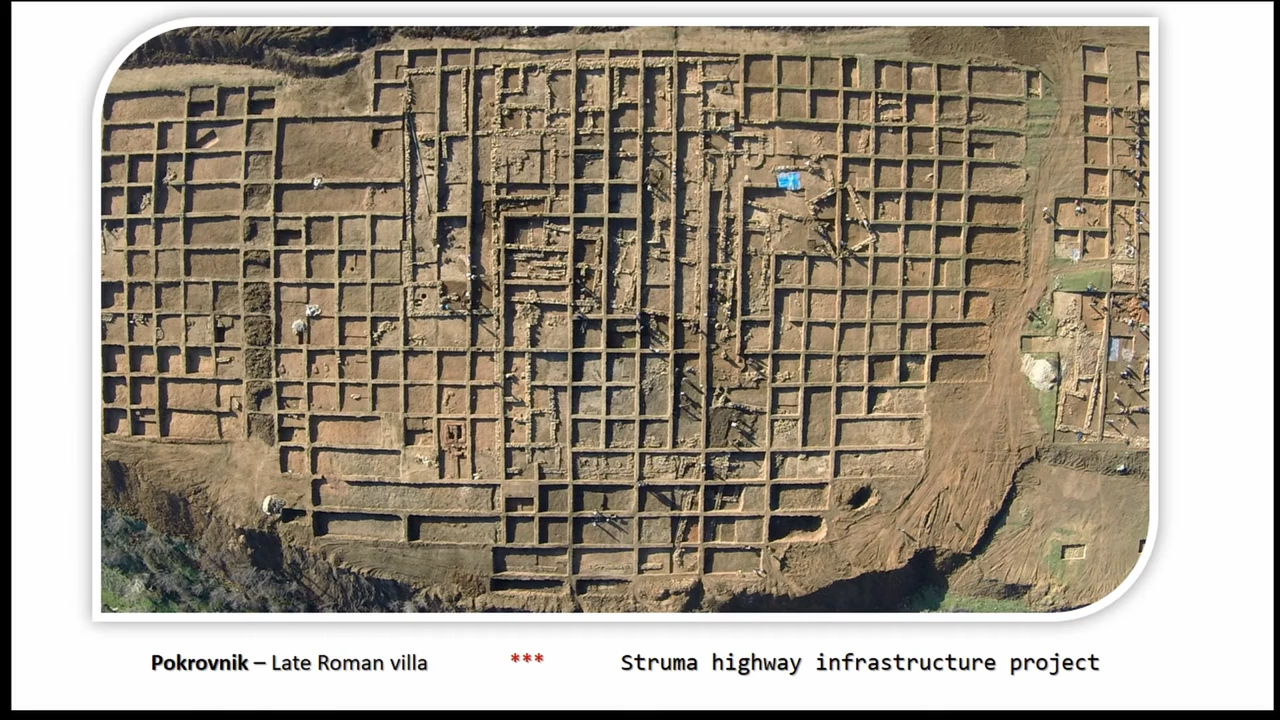 Pokrovnik – Late Roman villa *** Struma highway infrastructure project